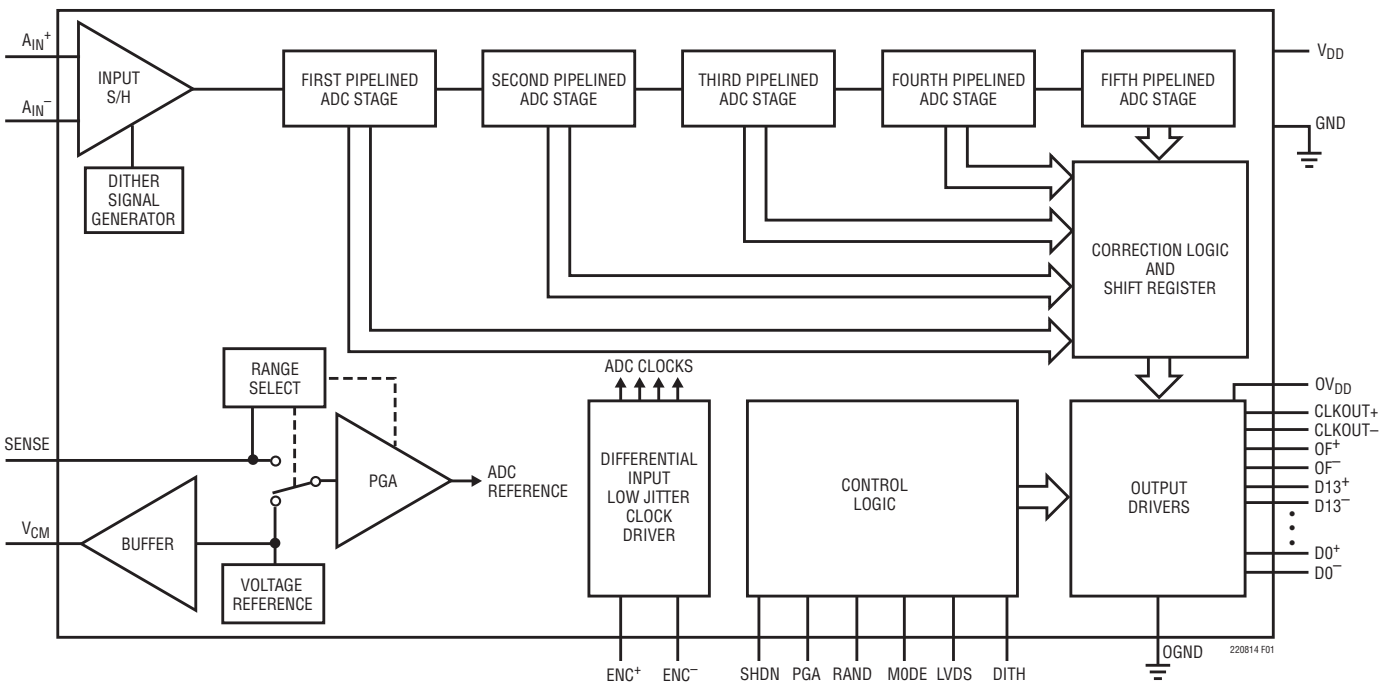 AIN+
AIN−
INPUT
S/H
DITHER
SIGNAL
GENERATOR
FIRST PIPELINED
ADC STAGE
SECOND PIPELINED
ADC STAGE
THIRD PIPELINED
ADC STAGE
FOURTH PIPELINED
ADC STAGE
FIFTH PIPELINED
ADC STAGE
VDD
GND
CORRECTION LOGIC
AND
SHIFT REGISTER
RANGE
SELECT
SENSE
VCM
BUFFER
VOLTAGE
REFERENCE
PGA
ADC
REFERENCE
ADC CLOCKS
DIFFERENTIAL
INPUT
LOW JITTER
CLOCK
DRIVER
ENC+
ENC−
CONTROL
LOGIC
SHDN
PGA
RAND
MODE
LVDS
DITH
OUTPUT
DRIVERS
OVDD
CLKOUT+
CLKOUT−
OF+
OF−
D13+
D13−
D0+
D0−
OGND
220814 F01